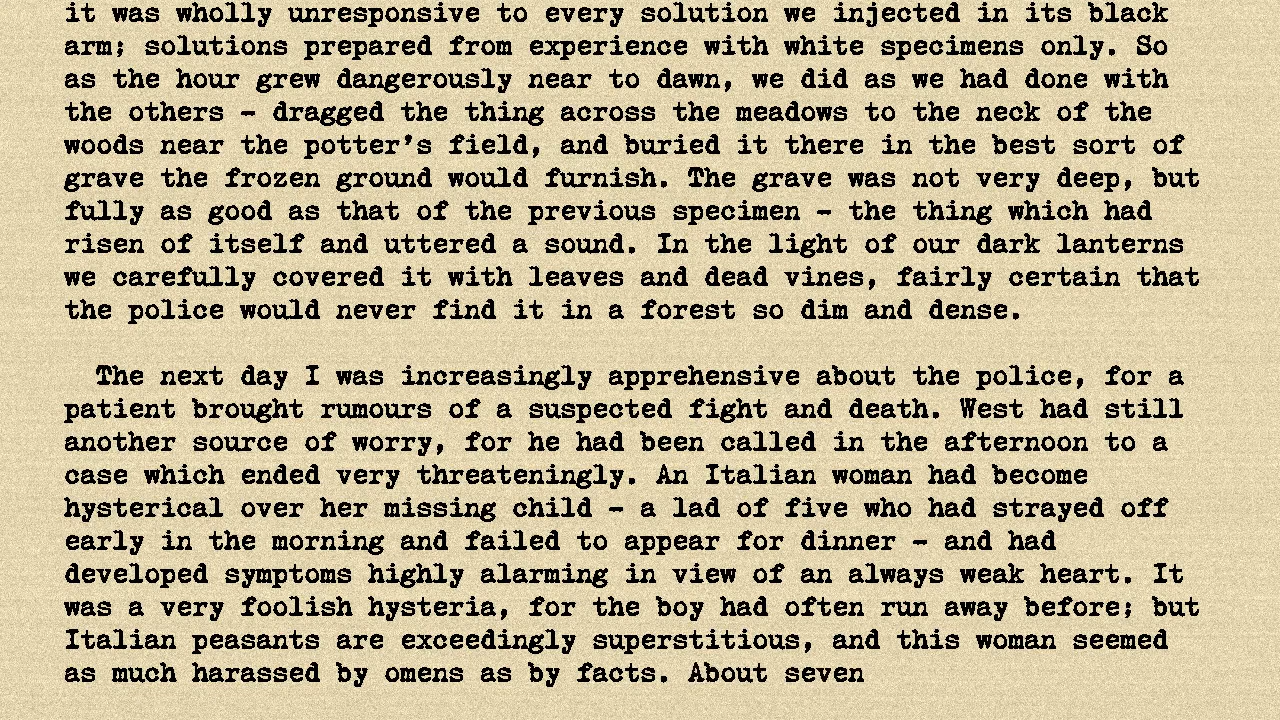 it was wholly unresponsive to every solution we injected in its black
arm; solutions prepared from experience with white specimens only. So
as the hour grew dangerously near to dawn, we did as we had done with
the others – dragged the thing across the meadows to the neck of the
woods near the potter's field, and buried it there in the best sort of
grave the frozen ground would furnish. The grave was not very deep, but
fully as good as that of the previous specimen – the thing which had
risen of itself and uttered a sound. In the light of our dark lanterns
we carefully covered it with leaves and dead vines, fairly certain that
the police would never find it in a forest so dim and dense.

The next day I was increasingly apprehensive about the police, for a
patient brought rumours of a suspected fight and death. West had still
another source of worry, for he had been called in the afternoon to a
case which ended very threateningly. An Italian woman had become
hysterical over her missing child – a lad of five who had strayed off
early in the morning and failed to appear for dinner – and had
developed symptoms highly alarming in view of an always weak heart. It
was a very foolish hysteria, for the boy had often run away before; but
Italian peasants are exceedingly superstitious, and this woman seemed
as much harassed by omens as by facts. About seven